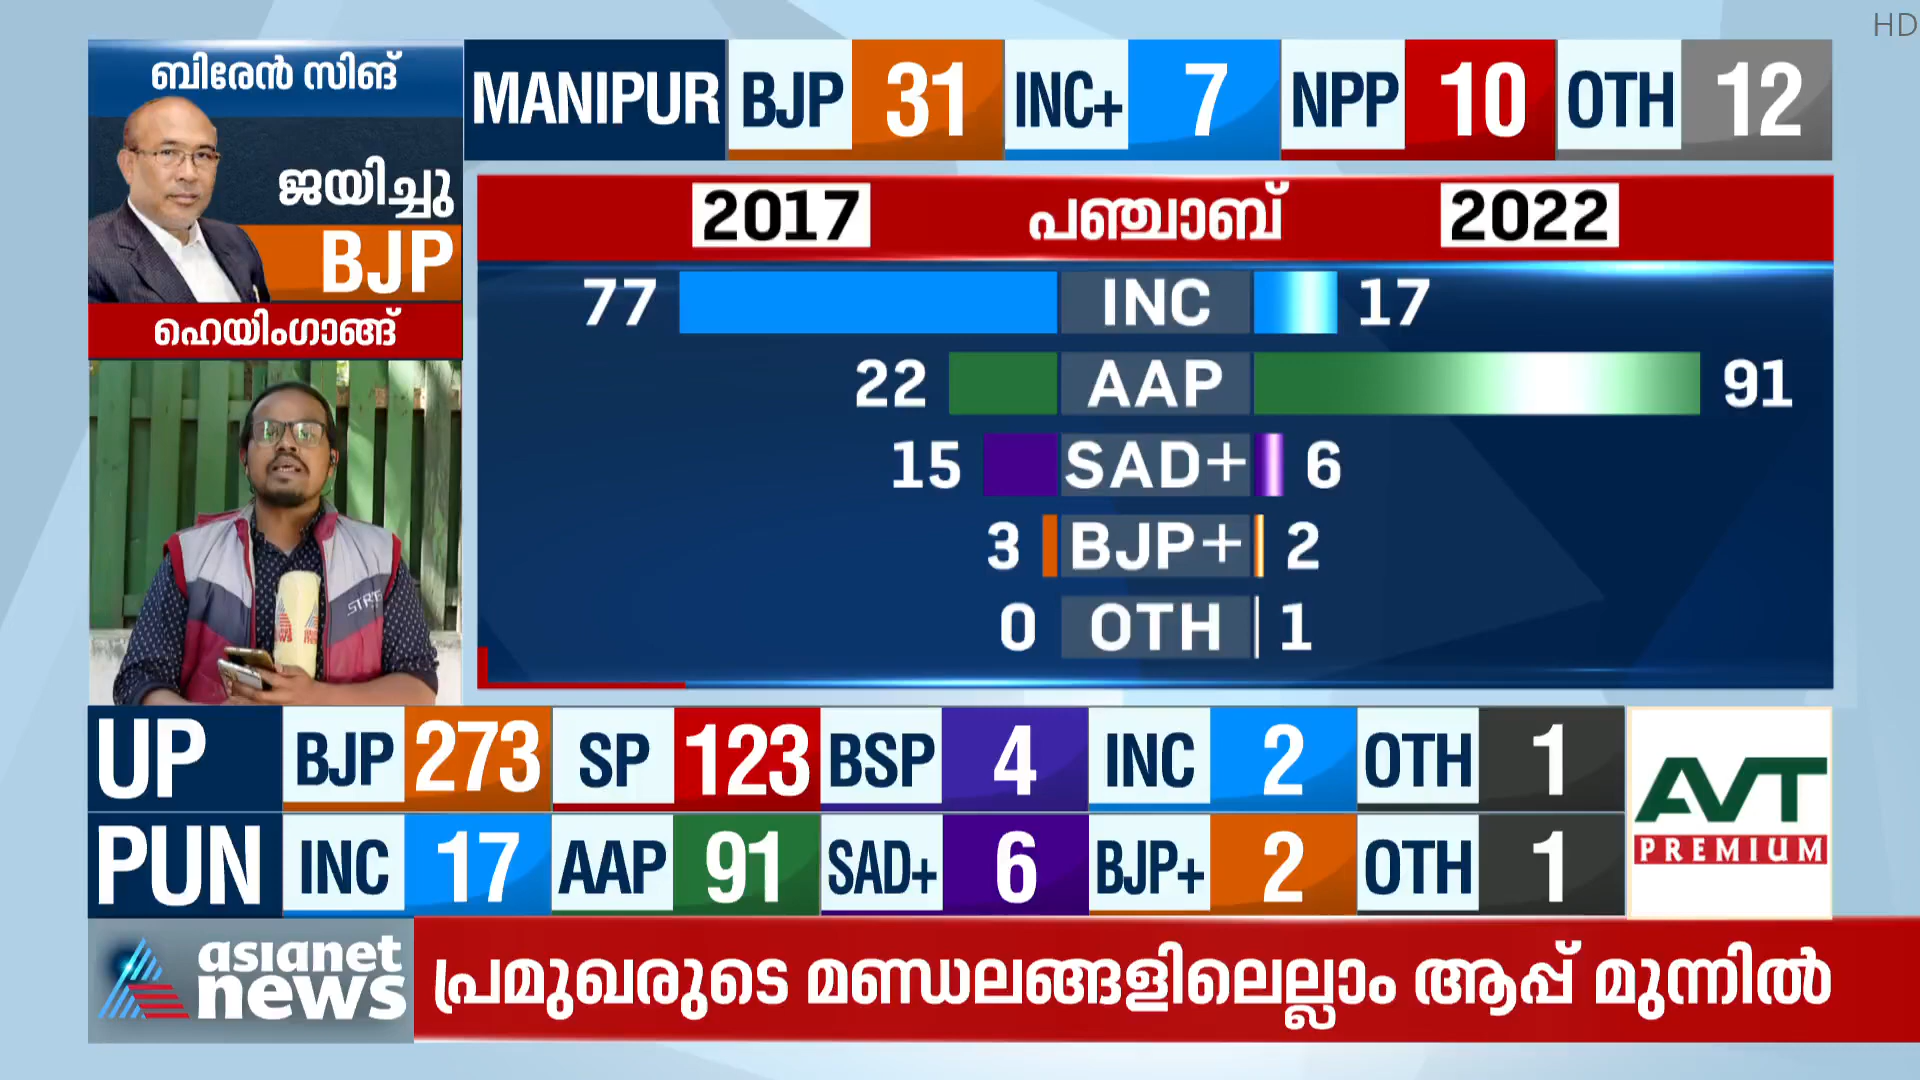 HD
ബിരേൻ സിങ്
ജയിച്ചു
BJP
ഹെയിംഗാങ്ങ്
MANIPUR BJP 31 INC+ 7 NPP 10 OTH 12
2017 പഞ്ചാബ് 2022
77 INC 17
22 AAP 91
15 SAD+ 6
3 BJP+ 2
0 OTH 1
UP BJP 273 SP 123 BSP 4 INC 2 OTH 1
PUN INC 17 AAP 91 SAD+ 6 BJP+ 2 OTH 1
AVT
PREMIUM
asianet
news
പ്രമുഖരുടെ മണ്ഡലങ്ങളിലെല്ലാം ആപ്പ് മുന്നിൽ